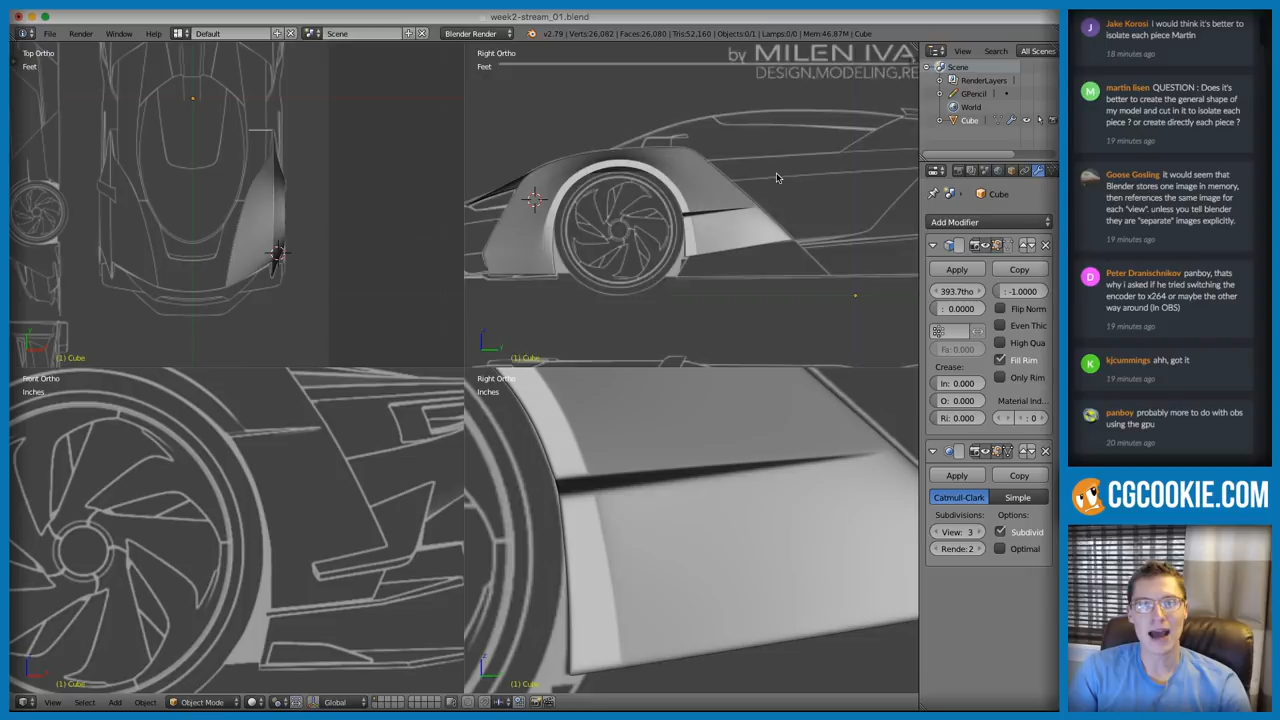 week2-stream_01.blend
File
Render
Window
Help
Default
Scene
Blender Render
v2.79 | Verts:26,082 | Faces:26,080 | Tris:52,160 | Objects:0/1 | Lamps:0/0 | Mem:46.87M | Cube
Top Ortho
Feet
(1) Cube
Right Ortho
Feet
by MILEN IVA
DESIGN.MODELING.RE
(1) Cube
Front Ortho
Inches
(1) Cube
Right Ortho
Inches
(1) Cube
View
Search
All Scenes
Scene
RenderLayers
GPencil
World
Cube
Cube
Add Modifier
Apply
Copy
393.7tho
: -1.0000
: 0.0000
Flip Norm
Even Thic
High Qua
Fa: 0.000
Fill Rim
Crease:
Only Rim
In: 0.000
Material Ind...
O: 0.000
Ri: 0.000
: 0
Apply
Copy
Catmull-Clark
Simple
Subdivisions:
Options:
View: 3
Subdivid
Rende:2
Optimal
View
Select
Add
Object
Object Mode
Global
J
Jake Korosi I would think it's better to
isolate each piece Martin
18 minutes ago
M
martin lisen QUESTION : Does it's
better to create the general shape of
my model and cut in it to isolate each
piece ? or create directly each piece ?
19 minutes ago
Goose Gosling it would seem that
Blender stores one image in memory,
then references the same image for
each "view". unless you tell blender
they are "separate" images explicitly.
19 minutes ago
P
Peter Dranischnikov panboy, thats
why i asked if he tried switching the
encoder to x264 or maybe the other
way around (in OBS)
19 minutes ago
K
kjcummings ahh, got it
19 minutes ago
panboy probably more to do with obs
using the gpu
20 minutes ago
CGCOOKIE.COM